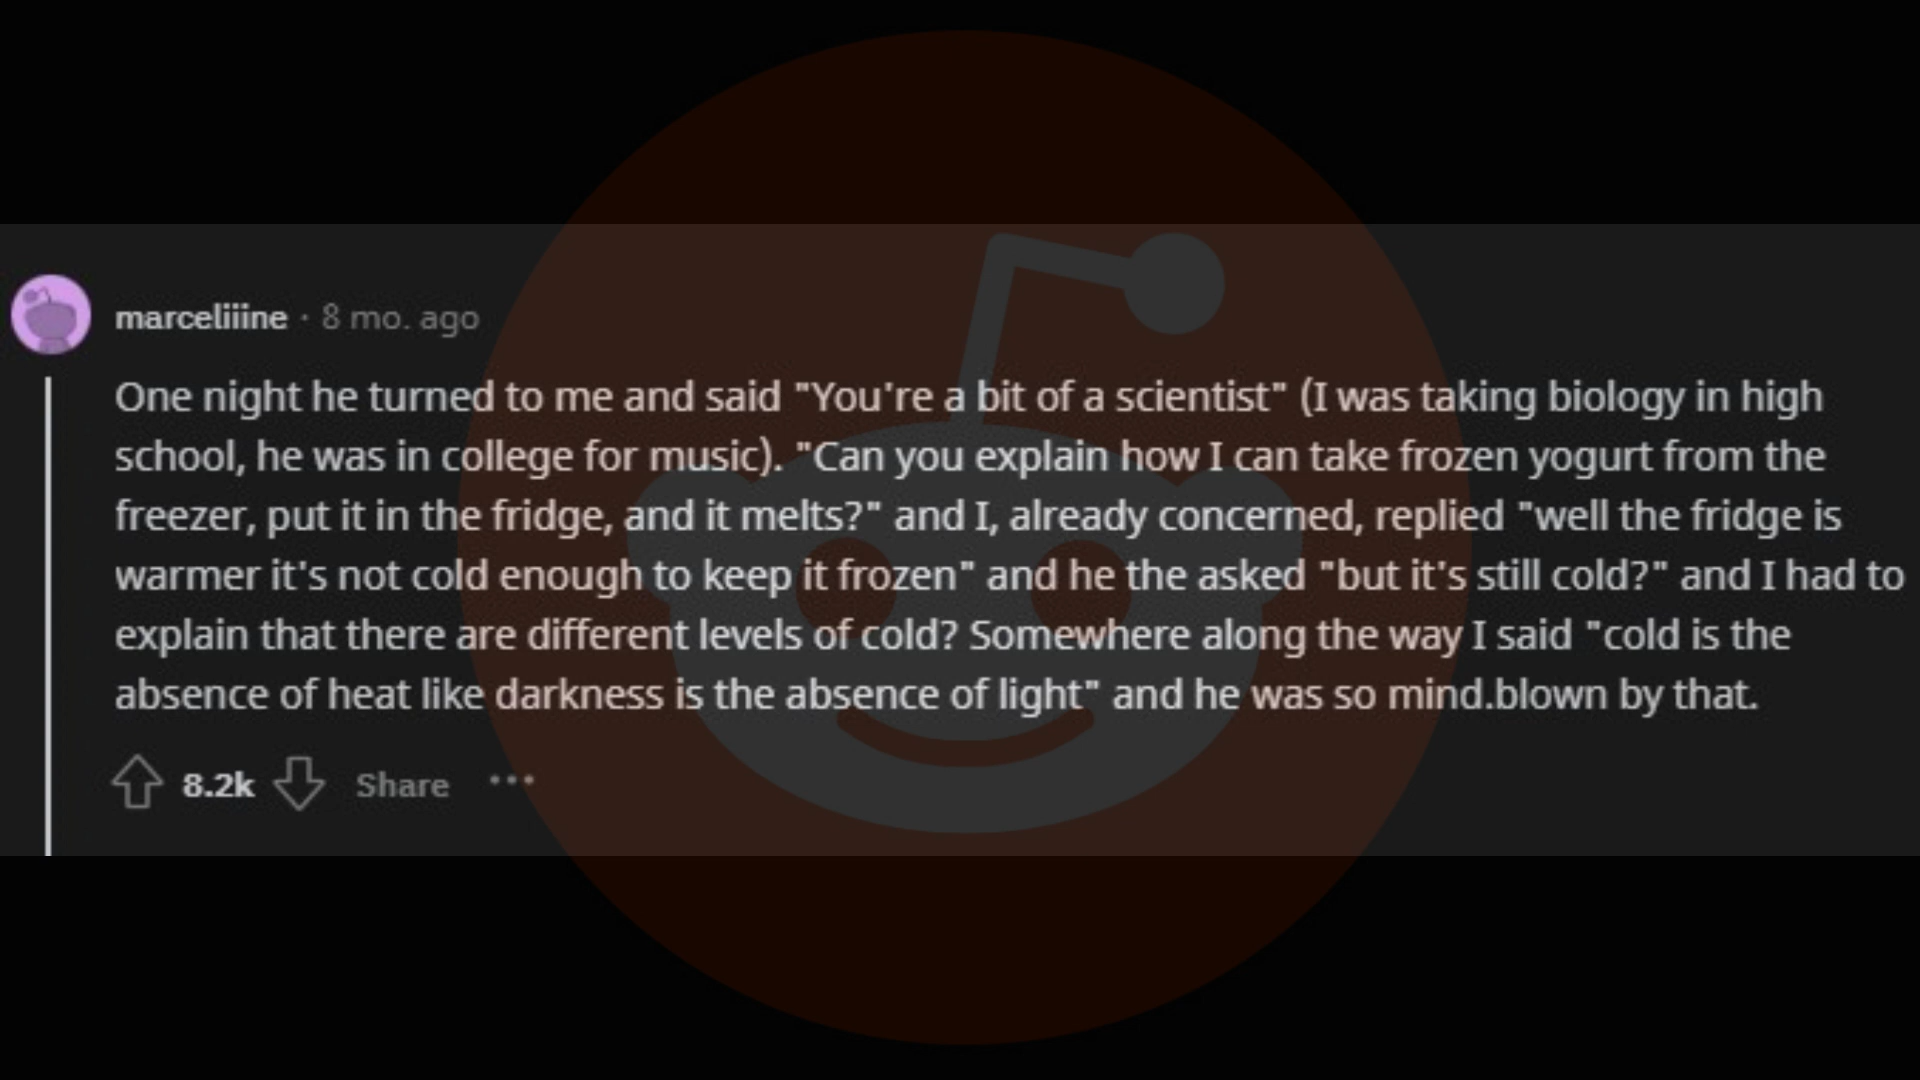 marceliiine · 8 mo. ago
One night he turned to me and said "You're a bit of a scientist" (I was taking biology in high
school, he was in college for music). "Can you explain how I can take frozen yogurt from the
freezer, put it in the fridge, and it melts?" and I, already concerned, replied "well the fridge is
warmer it's not cold enough to keep it frozen" and he the asked "but it's still cold?" and I had to
explain that there are different levels of cold? Somewhere along the way I said "cold is the
absence of heat like darkness is the absence of light" and he was so mind.blown by that.
8.2k Share ···